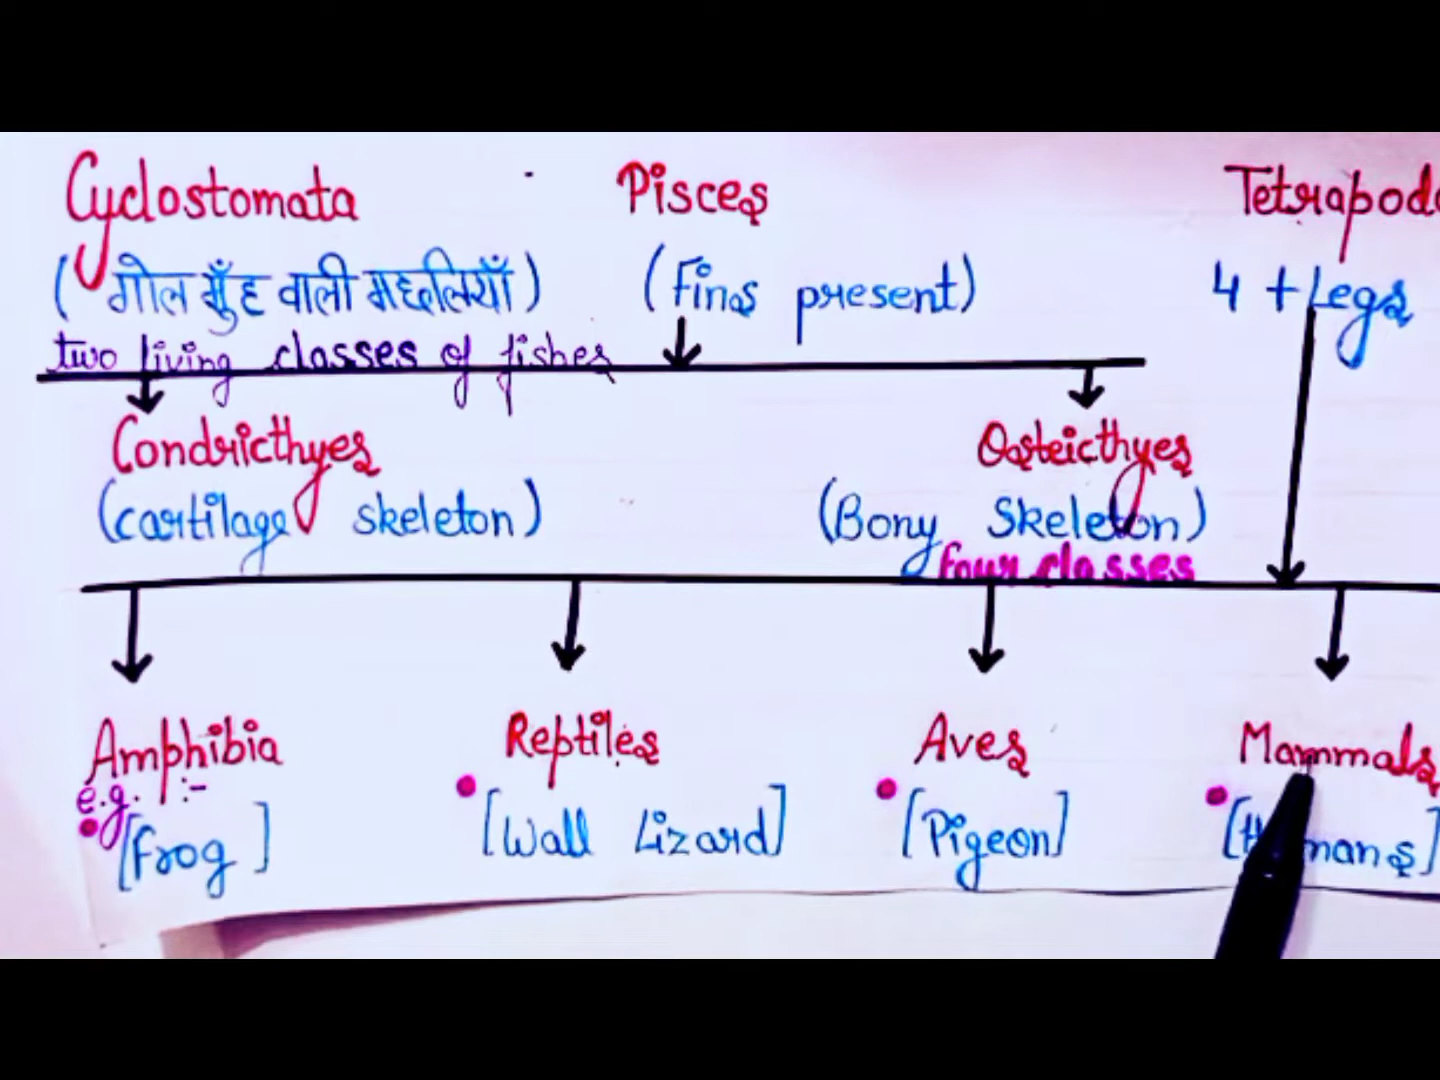 Cyclostomata Pisces Tetrapoda
(गोल मुँह वाली मछलियाँ) (Fins present) 4 + Legs
two living classes of fishes
Condricthyes Osteicthyes
(cartilage skeleton) (Bony Skeleton)
four classes
Amphibia Reptiles Aves Mammals
e.g. :-
[frog] [Wall Lizard] [Pigeon] [Humans]